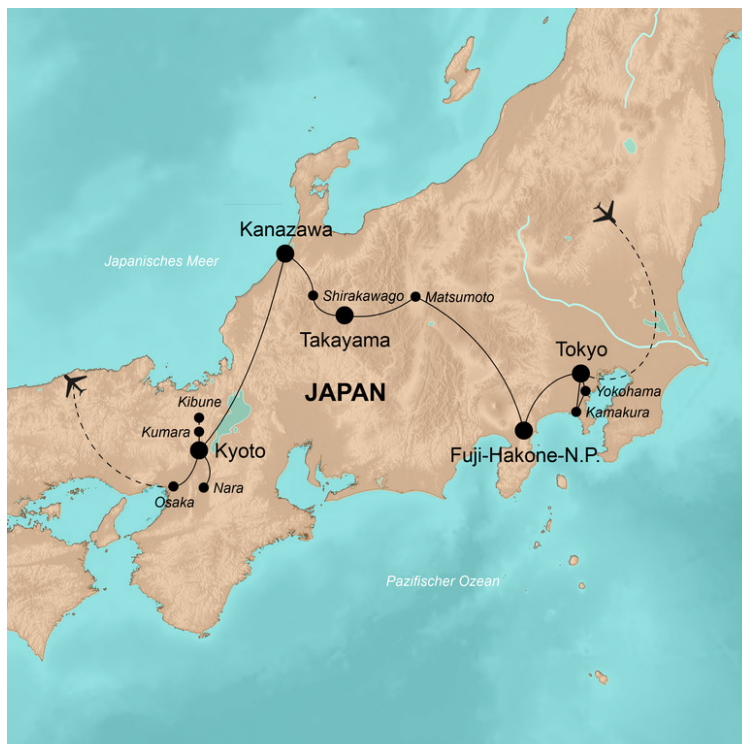 Kanazawa
Japanisches Meer
Shirakawago
Matsumoto
Takayama
Tokyo
JAPAN
Yokohama
Kibune
Kamakura
Kumara
Kyoto
Fuji-Hakone-N.P.
Osaka
Nara
Pazifischer Ozean